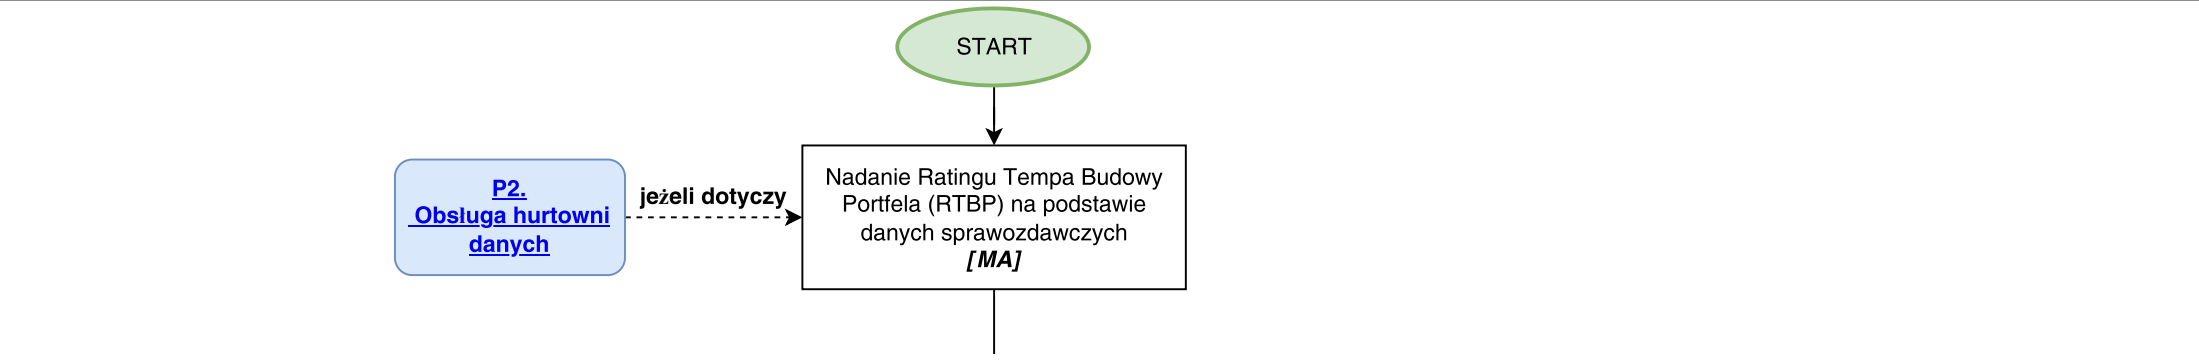 START
P2.
Obsługa hurtowni
danych
jeżeli dotyczy
Nadanie Ratingu Tempa Budowy
Portfela (RTBP) na podstawie
danych sprawozdawczych
[MA]